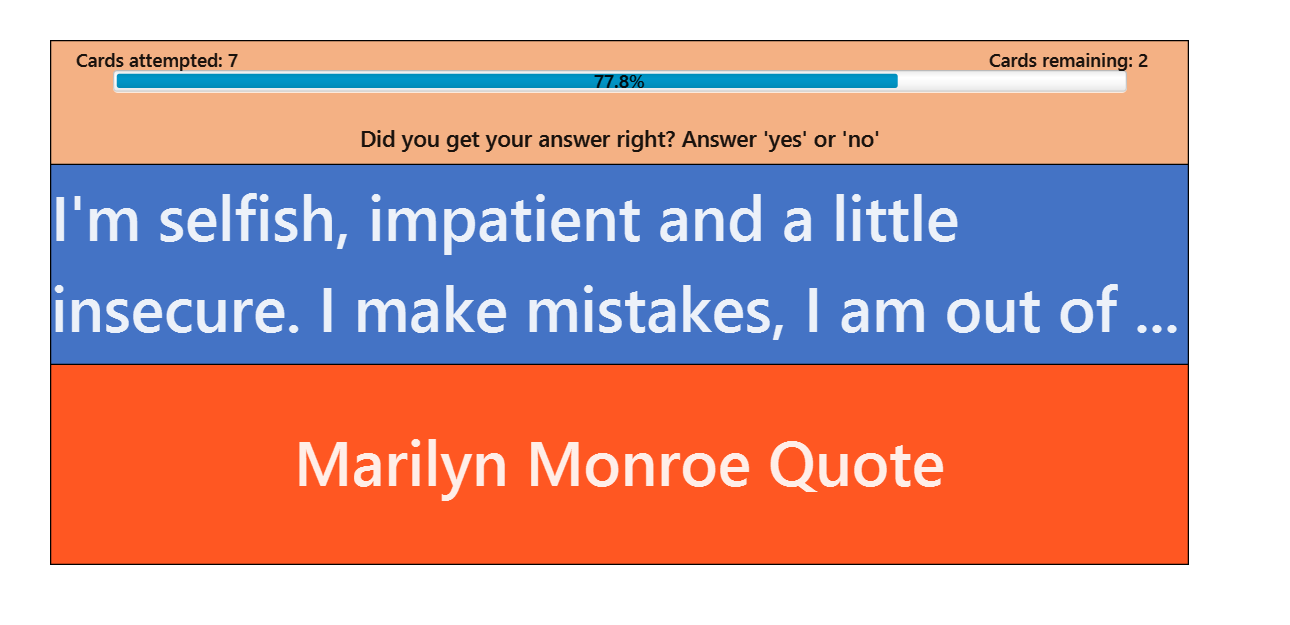 Cards attempted: 7
Cards remaining: 2
77.8%
Did you get your answer right? Answer 'yes' or 'no'
I'm selfish, impatient and a little
insecure. I make mistakes, I am out of ...
Marilyn Monroe Quote